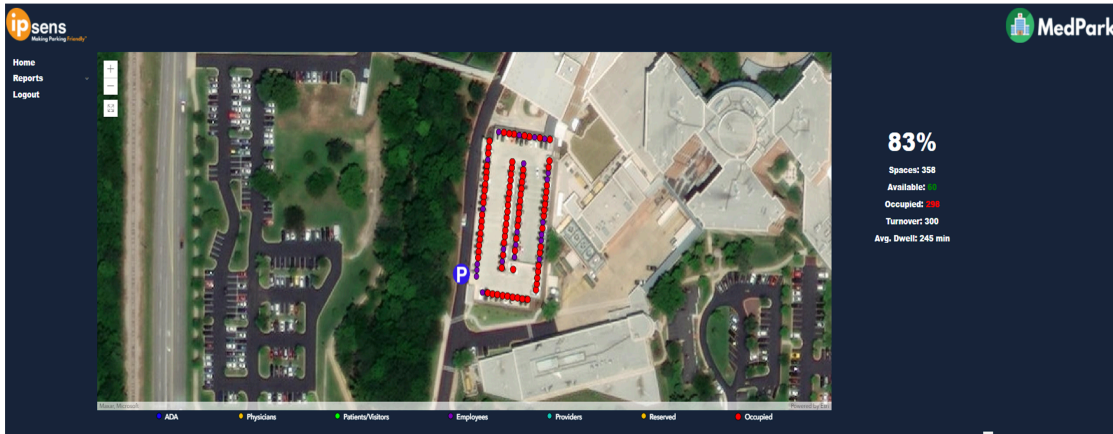 ipsens
Making Parking Friendly
MedPark
Home
Reports
Logout
+
−
P
83%
Spaces: 358
Available: 60
Occupied: 298
Turnover: 300
Avg. Dwell: 245 min
Maxar, Microsoft
Powered by Esri
ADA
Physicians
Patients/Visitors
Employees
Providers
Reserved
Occupied